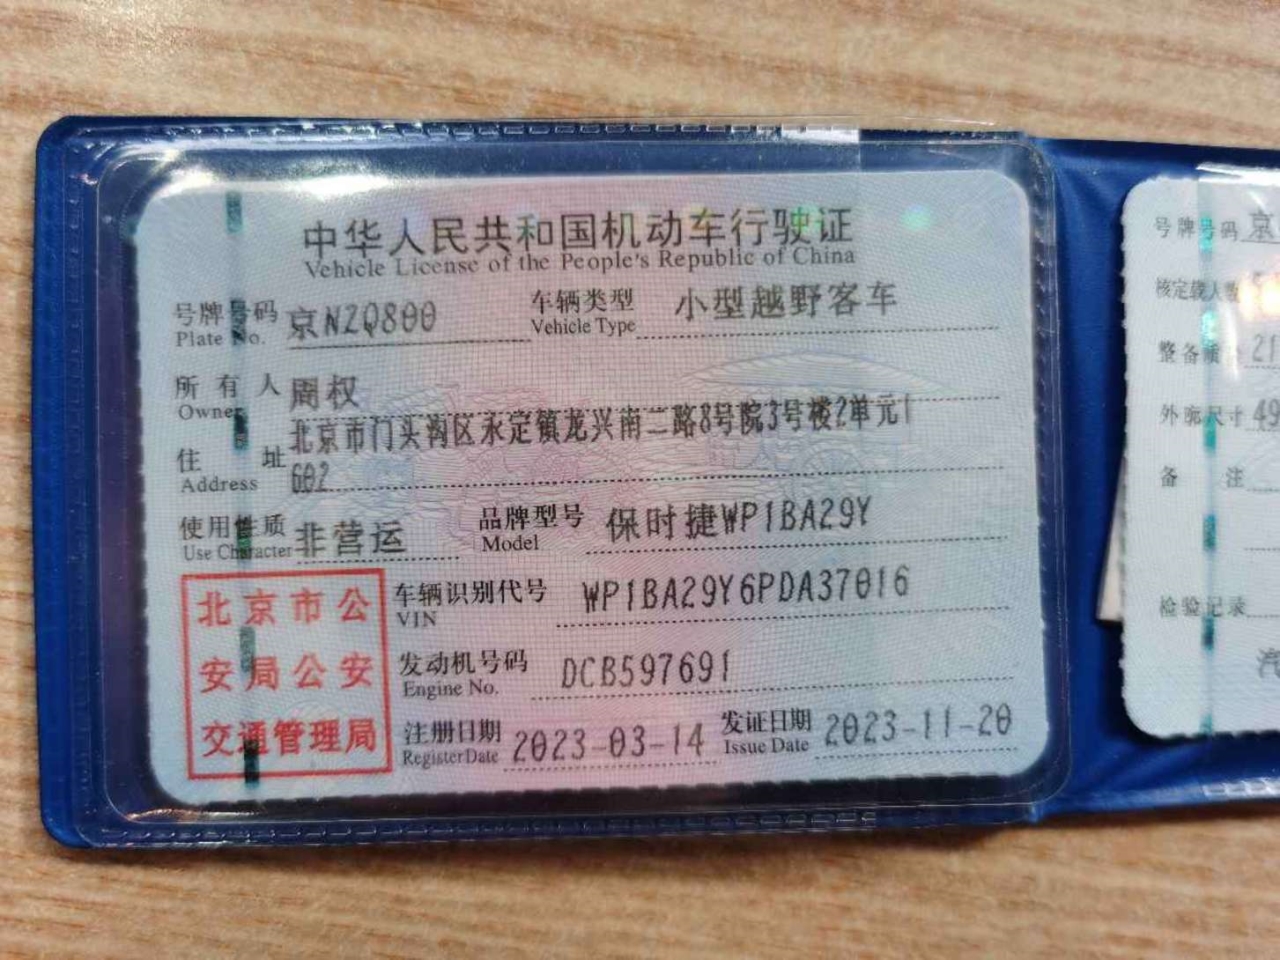 中华人民共和国机动车行驶证
Vehicle License of the People's Republic of China
号牌号码 京NZQ800 车辆类型 小型越野客车
Plate No. Vehicle Type
所有人 周权
Owner
住址 北京市门头沟区永定镇龙兴南二路8号院3号楼2单元1
Address 602
使用性质 非营运 品牌型号 保时捷WP1BA29Y
Use Character Model
车辆识别代号 WP1BA29Y6PDA37016
VIN
发动机号码 DCB597691
Engine No.
注册日期 2023-03-14 发证日期 2023-11-20
Register Date Issue Date
北京市公
安局公安
交通管理局
号牌号码 京
核定载人数
整备质 21
外廓尺寸 49
备注
检验记录